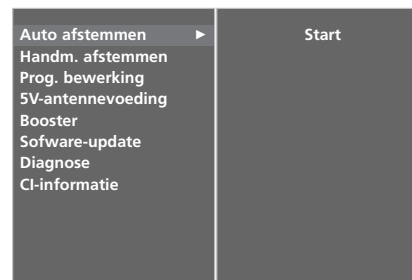 Auto afstemmen ► Start
Handm. afstemmen
Prog. bewerking
5V-antennevoeding
Booster
Sofware-update
Diagnose
CI-informatie